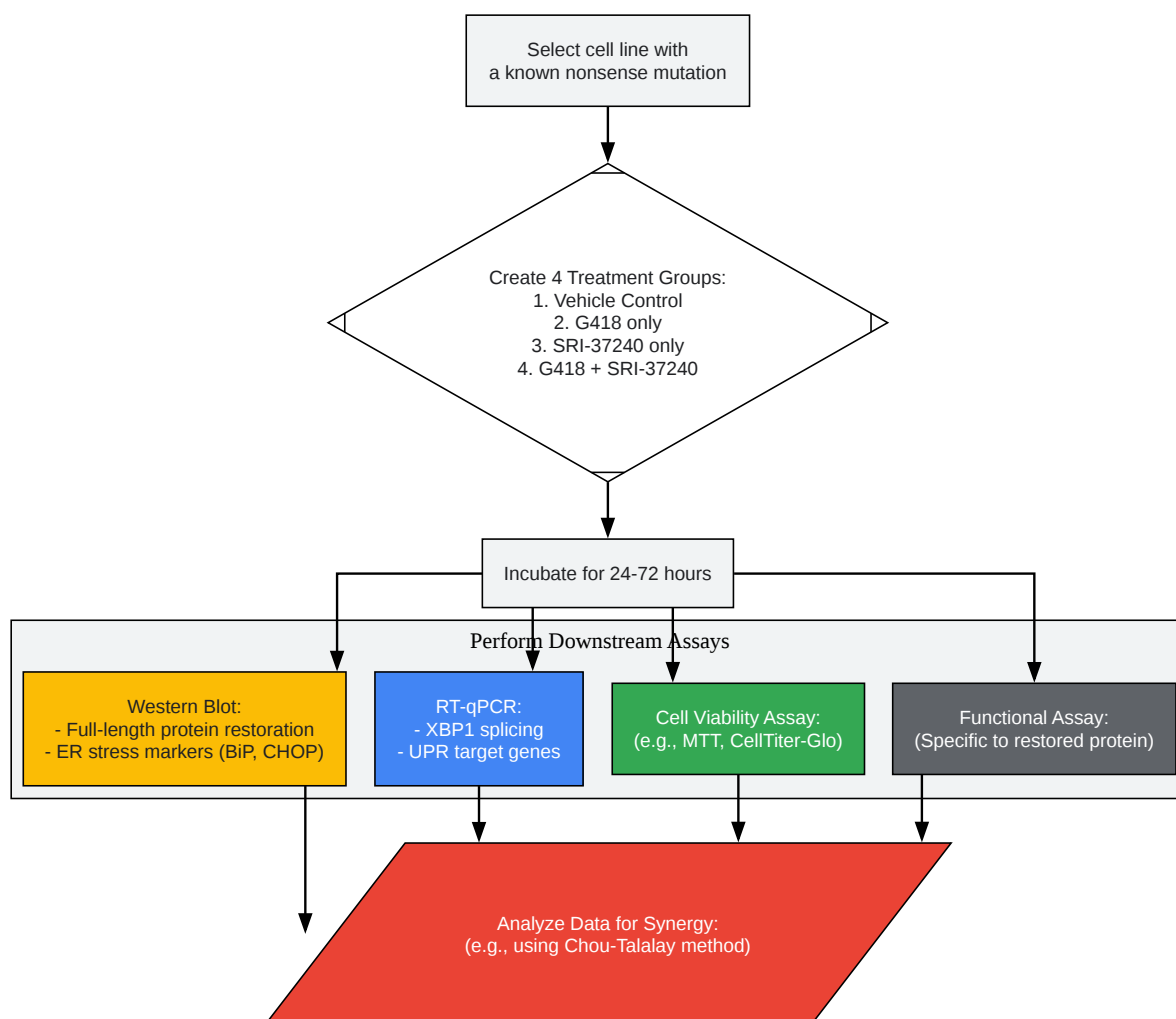 Select cell line with
a known nonsense mutation
Create 4 Treatment Groups:
1. Vehicle Control
2. G418 only
3. SRI-37240 only
4. G418 + SRI-37240
Incubate for 24-72 hours
Perform Downstream Assays
Western Blot:
- Full-length protein restoration
- ER stress markers (BiP, CHOP)
RT-qPCR:
- XBP1 splicing
- UPR target genes
Cell Viability Assay:
(e.g., MTT, CellTiter-Glo)
Functional Assay:
(Specific to restored protein)
Analyze Data for Synergy:
(e.g., using Chou-Talalay method)